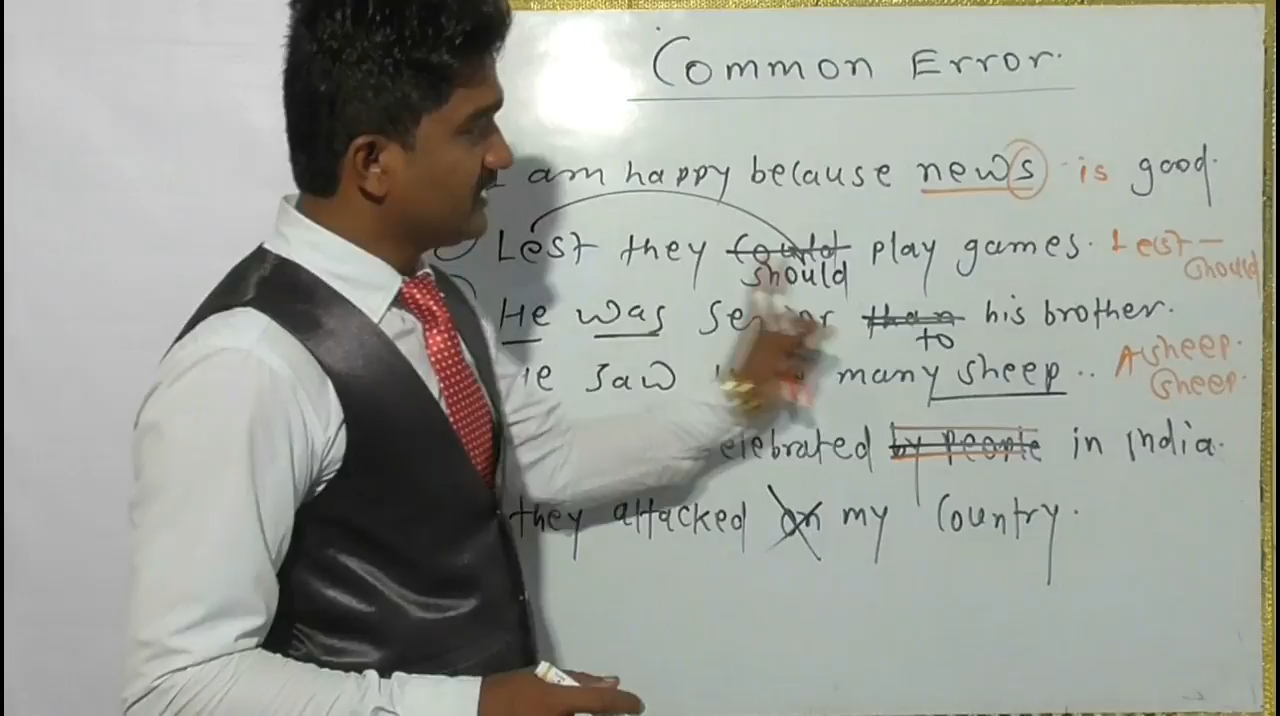 Common Error.
am happy because news is good.
Lest they could play games. Lest – should
should
He was senior than his brother.
to
saw many sheep.. A sheep.
sheep.
celebrated by people in India.
they attacked on my country.